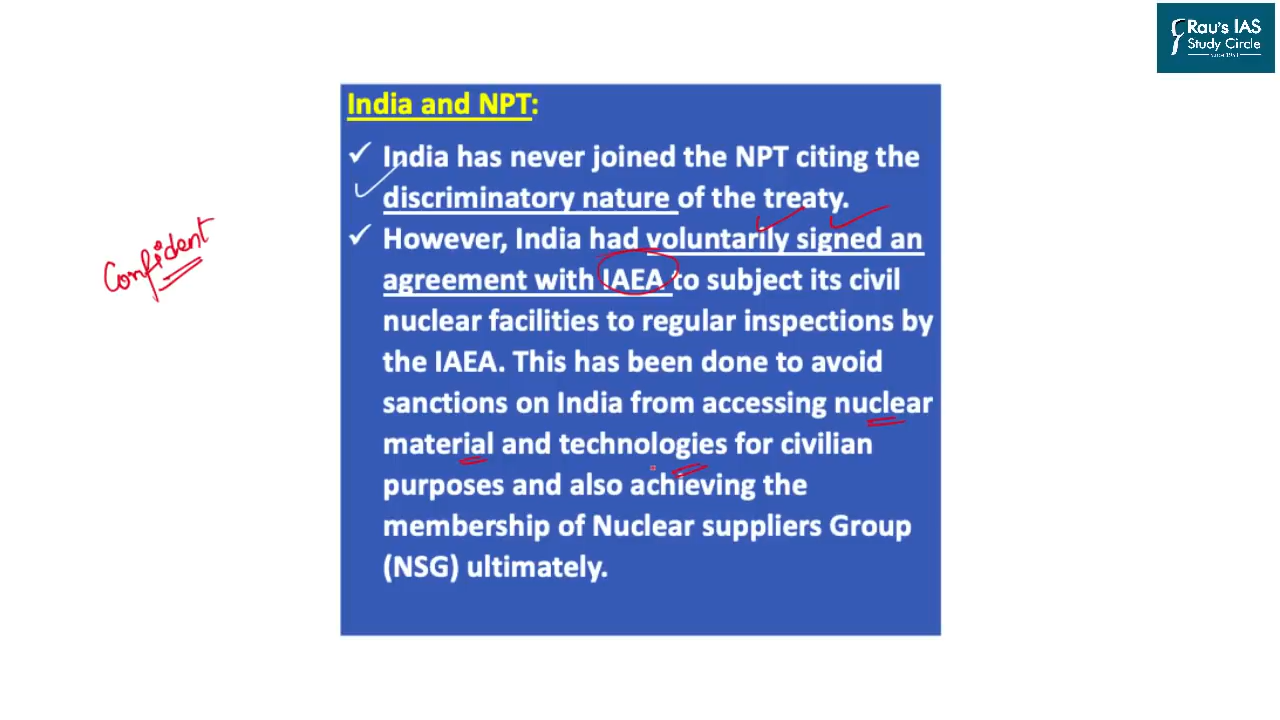 Rau's IAS
Study Circle
since 1953
India and NPT:
✓ India has never joined the NPT citing the
discriminatory nature of the treaty.
✓ However, India had voluntarily signed an
agreement with IAEA to subject its civil
nuclear facilities to regular inspections by
the IAEA. This has been done to avoid
sanctions on India from accessing nuclear
material and technologies for civilian
purposes and also achieving the
membership of Nuclear suppliers Group
(NSG) ultimately.
Confident